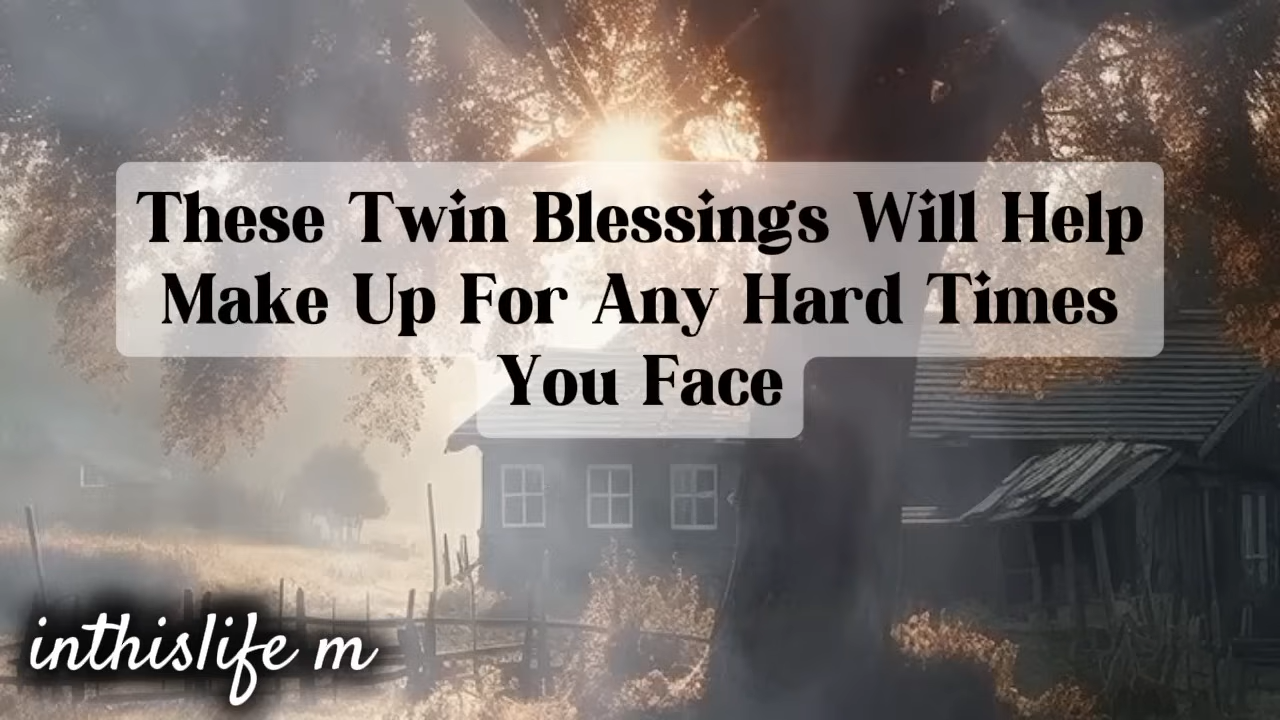 These Twin Blessings Will Help
Make Up For Any Hard Times
You Face
inthislife m